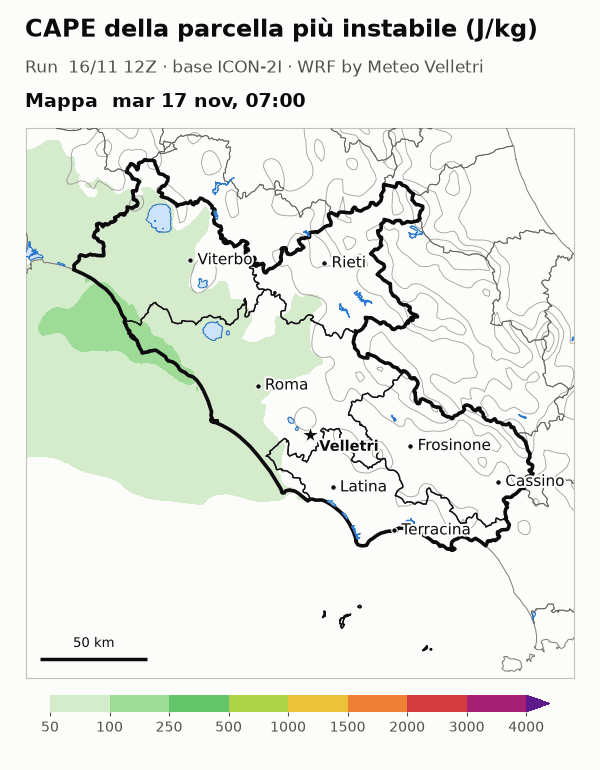 CAPE della parcella più instabile (J/kg)
Run  16/11 12Z · base ICON-2I · WRF by Meteo Velletri
Mappa  mar 17 nov, 07:00
Viterbo
Rieti
Roma
Velletri
Frosinone
Cassino
Latina
Terracina
50 km
50 100 250 500 1000 1500 2000 3000 4000